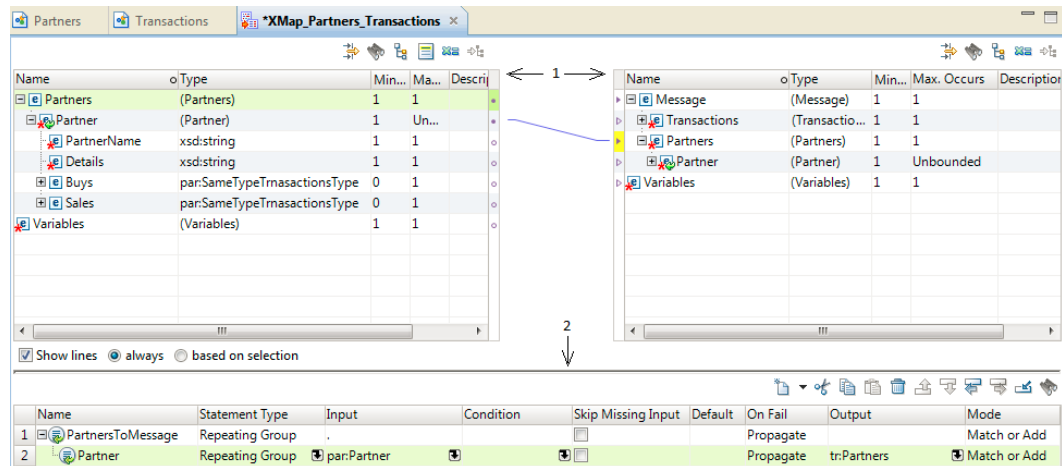 Partners Transactions *XMap_Partners_Transactions
1
Name Type Min... Ma... Descrip
Partners (Partners) 1 1
Partner (Partner) 1 Un...
PartnerName xsd:string 1 1
Details xsd:string 1 1
Buys par:SameTypeTrnasactionsType 0 1
Sales par:SameTypeTrnasactionsType 0 1
Variables (Variables) 1 1
Name Type Min... Max. Occurs Description
Message (Message) 1 1
Transactions (Transactio... 1 1
Partners (Partners) 1 1
Partner (Partner) 1 Unbounded
Variables (Variables) 1 1
Show lines always based on selection
2
Name Statement Type Input Condition Skip Missing Input Default On Fail Output Mode
1 PartnersToMessage Repeating Group . Propagate Match or Add
2 Partner Repeating Group par:Partner Propagate tr:Partners Match or Add